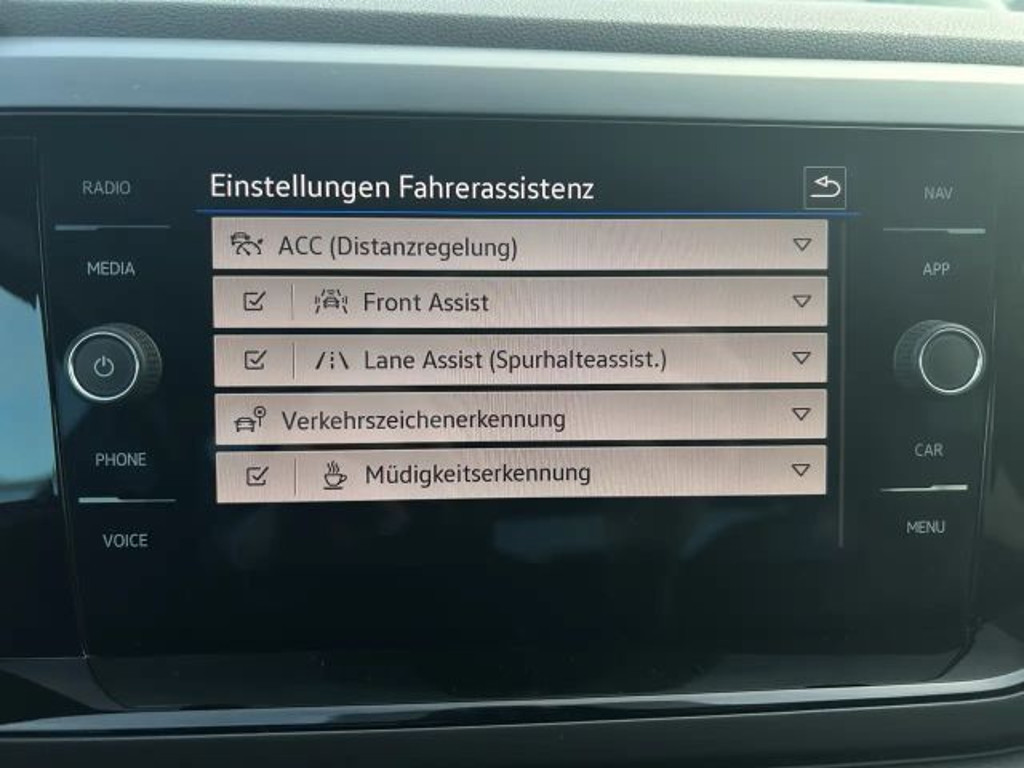 RADIO
MEDIA
PHONE
VOICE
Einstellungen Fahrerassistenz
ACC (Distanzregelung)
Front Assist
Lane Assist (Spurhalteassist.)
Verkehrszeichenerkennung
Müdigkeitserkennung
NAV
APP
CAR
MENU